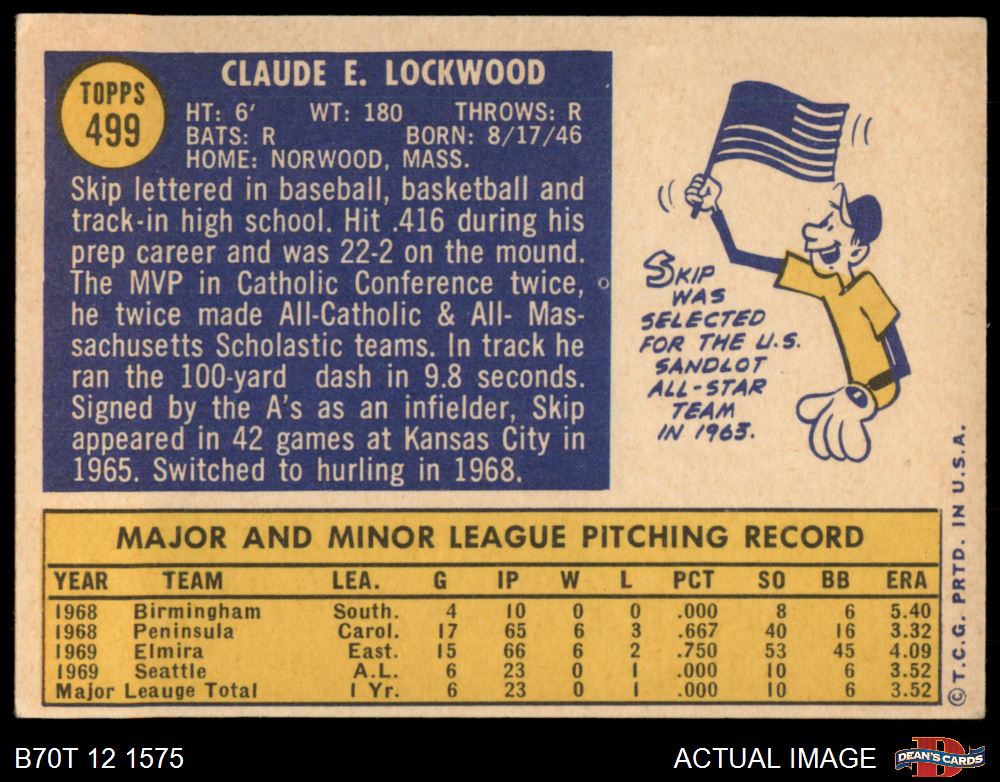 TOPPS
499
CLAUDE E. LOCKWOOD
HT: 6' WT: 180 THROWS: R
BATS: R BORN: 8/17/46
HOME: NORWOOD, MASS.
Skip lettered in baseball, basketball and
track-in high school. Hit .416 during his
prep career and was 22-2 on the mound.
The MVP in Catholic Conference twice,
he twice made All-Catholic & All- Mas-
sachusetts Scholastic teams. In track he
ran the 100-yard dash in 9.8 seconds.
Signed by the A's as an infielder, Skip
appeared in 42 games at Kansas City in
1965. Switched to hurling in 1968.
SKIP
WAS
SELECTED
FOR THE U.S.
SANDLOT
ALL-STAR
TEAM
IN 1963.
MAJOR AND MINOR LEAGUE PITCHING RECORD
YEAR TEAM LEA. G IP W L PCT SO BB ERA
1968 Birmingham South. 4 10 0 0 .000 8 6 5.40
1968 Peninsula Carol. 17 65 6 3 .667 40 16 3.32
1969 Elmira East. 15 66 6 2 .750 53 45 4.09
1969 Seattle A.L. 6 23 0 1 .000 10 6 3.52
Major Leauge Total 1 Yr. 6 23 0 1 .000 10 6 3.52
© T.C.G. PRTD. IN U.S.A.
B70T 12 1575
ACTUAL IMAGE
D
DEAN'S CARDS